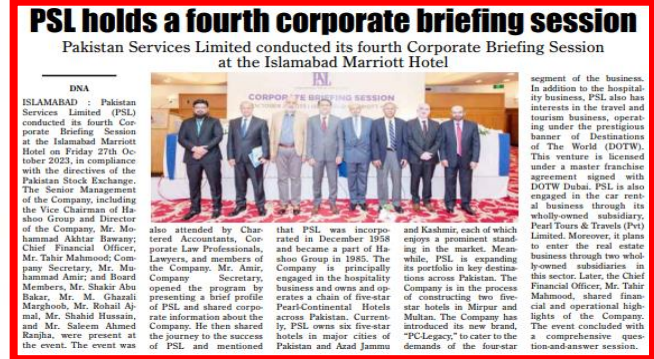 PSL holds a fourth corporate briefing session
Pakistan Services Limited conducted its fourth Corporate Briefing Session
at the Islamabad Marriott Hotel
DNA
ISLAMABAD : Pakistan
Services Limited (PSL)
conducted its fourth Cor-
porate Briefing Session
at the Islamabad Marriott
Hotel on Friday 27th Oc-
tober 2023, in compliance
with the directives of the
Pakistan Stock Exchange.
The Senior Management
of the Company, including
the Vice Chairman of Ha-
shoo Group and Director
of the Company, Mr. Mo-
hammad Akhtar Bawany;
Chief Financial Officer,
Mr. Tahir Mahmood; Com-
pany Secretary, Mr. Mu-
hammad Amir; and Board
Members, Mr. Shakir Abu
Bakar, Mr. M. Ghazali
Marghoob, Mr. Rohail Aj-
mal, Mr. Shahid Hussain,
and Mr. Saleem Ahmed
Ranjha, were present at
the event. The event was
PSL
CORPORATE BRIEFING SESSION
also attended by Char-
tered Accountants, Cor-
porate Law Professionals,
Lawyers, and members of
the Company. Mr. Amir,
Company Secretary,
opened the program by
presenting a brief profile
of PSL and shared corpo-
rate information about the
Company. He then shared
the journey to the success
of PSL and mentioned
that PSL was incorpo-
rated in December 1958
and became a part of Ha-
shoo Group in 1985. The
Company is principally
engaged in the hospitality
business and owns and op-
erates a chain of five-star
Pearl-Continental Hotels
across Pakistan. Current-
ly, PSL owns six five-star
hotels in major cities of
Pakistan and Azad Jammu
and Kashmir, each of which
enjoys a prominent stand-
ing in the market. Mean-
while, PSL is expanding
its portfolio in key destina-
tions across Pakistan. The
Company is in the process
of constructing two five-
star hotels in Mirpur and
Multan. The Company has
introduced its new brand,
"PC-Legacy," to cater to the
demands of the four-star
segment of the business.
In addition to the hospital-
ity business, PSL also has
interests in the travel and
tourism business, operat-
ing under the prestigious
banner of Destinations
of The World (DOTW).
This venture is licensed
under a master franchise
agreement signed with
DOTW Dubai. PSL is also
engaged in the car rent-
al business through its
wholly-owned subsidiary,
Pearl Tours & Travels (Pvt)
Limited. Moreover, it plans
to enter the real estate
business through two whol-
ly-owned subsidiaries in
this sector. Later, the Chief
Financial Officer, Mr. Tahir
Mahmood, shared finan-
cial and operational high-
lights of the Company.
The event concluded with
a comprehensive ques-
tion-and-answer session.